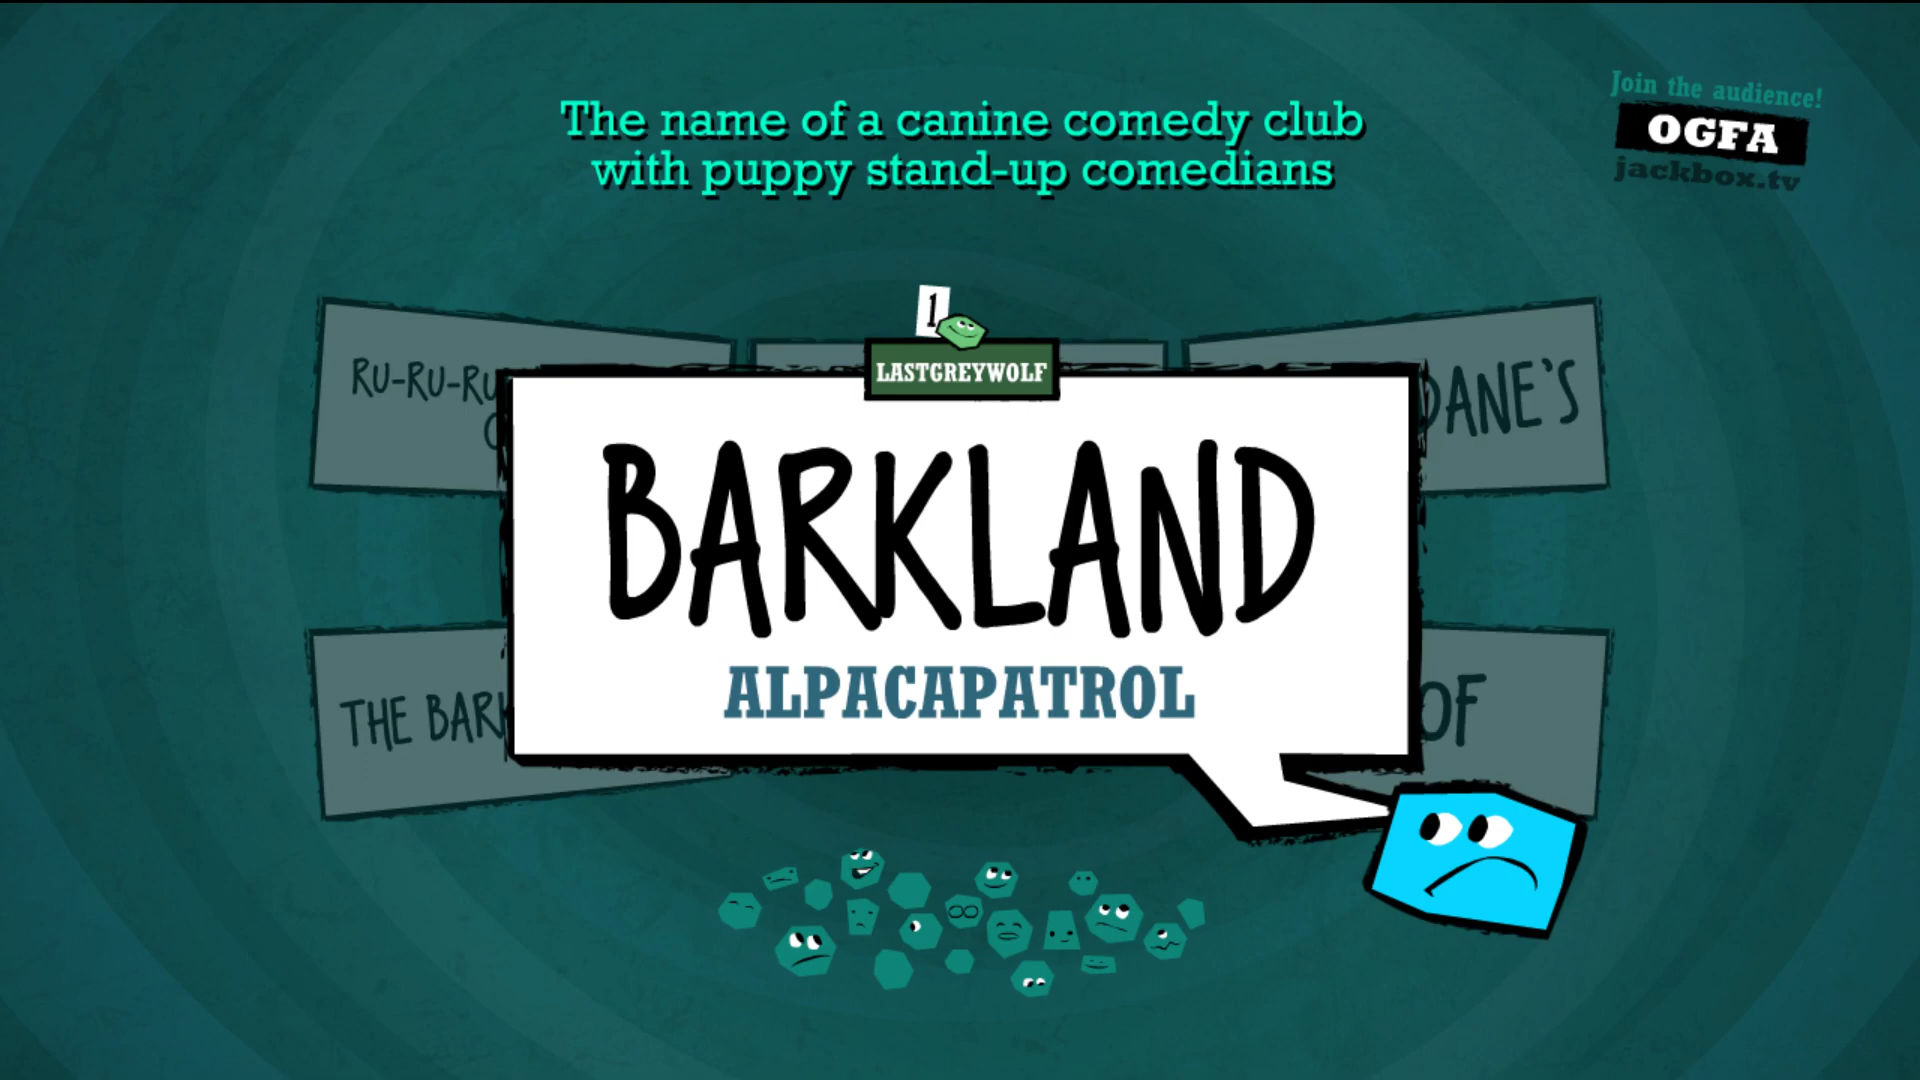 The name of a canine comedy club
with puppy stand-up comedians
Join the audience!
OGFA
jackbox.tv
1
LASTGREYWOLF
RU-RU-RU
DANE'S
BARKLAND
ALPACAPATROL
THE BARK
OF